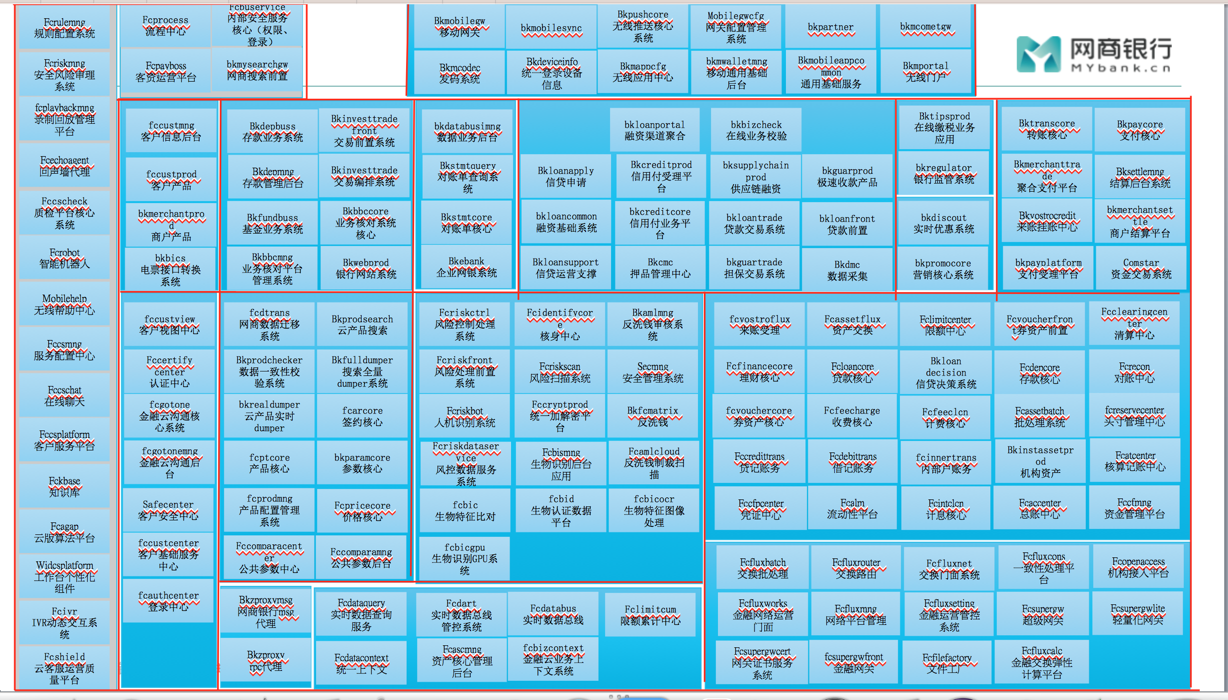 Fcrulemng
规则配置系统
Fcriskmng
安全风险审理
系统
fcplaybackmng
录制回放管理
平台
Fcechoagent
回声墙代理
Fccscheck
质检平台核心
系统
Fcrobot
智能机器人
Mobilehelp
无线帮助中心
Fccsmng
服务配置中心
Fccschat
在线聊天
Fccsplatform
客户服务平台
Fckbase
知识库
Fcagap
云版算法平台
Widcsplatform
工作台个性化
组件
Fcivr
IVR动态交互系
统
Fcshield
云客服运营质
量平台
Fcprocess
流程中心
Fcbuservice
内部安全服务
核心（权限、
登录）
Fcpayboss
客资运营平台
bkmysearchgw
网商搜索前置
Bkmobilegw
移动网关
bkmobilesync
Bkpushcore
无线推送核心
系统
Mobilegwcfg
网关配置管理
系统
bkpartner
bkmcometgw
Bkmcodec
发码系统
Bkdeviceinfo
统一登录设备
信息
Bkmappcfg
无线应用中心
bkmwalletmng
移动通用基础
后台
Bkmobileappco
mmon
通用基础服务
Bkmportal
无线门户
网商银行
MYbank.cn
fccustmng
客户信息后台
fccustprod
客户产品
bkmerchantpro
d
商户产品
bkbics
电票接口转换
系统
Bkdepbuss
存款业务系统
Bkinvesttrade
front
交易前置系统
Bkdepmng
存款管理后台
Bkinvesttrade
交易编排系统
Bkfundbuss
基金业务系统
Bkbbccore
业务核对系统
核心
Bkbbcmng
业务核对平台
管理系统
Bkwebprod
银行网站系统
bkdatabusimng
数据业务后台
Bkstmtquery
对账单查询系
统
Bkstmtcore
对账单核心
Bkebank
企业网银系统
bkloanportal
融资渠道聚合
bkbizcheck
在线业务校验
Bkloanapply
信贷申请
Bkcreditprod
信用付受理平
台
bksupplychain
prod
供应链融资
bkguarprod
极速收款产品
bkloancommon
融资基础系统
bkcreditcore
信用付业务平
台
bkloantrade
贷款交易系统
bkloanfront
贷款前置
Bkloansupport
信贷运营支撑
Bkcmc
押品管理中心
bkguartrade
担保交易系统
Bkdmc
数据采集
Bktipsprod
在线缴税业务
应用
bkregulator
银行监管系统
bkdiscout
实时优惠系统
bkpromocore
营销核心系统
Bktranscore
转账核心
Bkpaycore
支付核心
Bkmerchanttra
de
聚合支付平台
Bksettlemng
结算后台系统
Bkvostrocredit
来账挂账中心
bkmerchantset
tle
商户结算平台
bkpayplatform
支付受理平台
Comstar
资金交易系统
fccustview
客户视图中心
Fccertify
center
认证中心
fcgotone
金融云沟通核
心系统
fcgotonemng
金融云沟通后
台
Safecenter
客户安全中心
fccustcenter
客户基础服务
中心
fcauthcenter
登录中心
fcdtrans
网商数据迁移
系统
Bkprodsearch
云产品搜索
Bkprodchecker
数据一致性校
验系统
Bkfulldumper
搜索全量
dumper系统
bkrealdumper
云产品实时
dumper
fcarcore
签约核心
fcptcore
产品核心
bkparamcore
参数核心
fcprodmng
产品配置管理
系统
Fcpricecore
价格核心
Fccomparacent
er
公共参数中心
Fccomparamng
公共参数后台
Fcriskctrl
风险控制处理
系统
Fcidentifycor
e
核身中心
Bkamlmng
反洗钱审核系
统
Fcriskfront
风险处理前置
系统
Fcriskscan
风险扫描系统
Secmng
安全管理系统
Fcriskbot
人机识别系统
Fccryptprod
统一加解密平
台
Bkfcmatrix
反洗钱
Fcriskdataser
vice
风控数据服务
系统
Fcbismng
生物识别后台
应用
Fcamlcloud
反洗钱制裁扫
描
fcbic
生物特征比对
fcbid
生物认证数据
平台
fcbicocr
生物特征图像
处理
fcbicgpu
生物识别GPU系
统
fcvostroflux
来账受理
Fcassetflux
资产交换
Fclimitcenter
限额中心
Fcvoucherfron
t券资产前置
Fcclearingcen
ter
清算中心
Fcfinancecore
理财核心
Fcloancore
贷款核心
Bkloan
decision
信贷决策系统
Fcdepcore
存款核心
Fcrecon
对账中心
fcvouchercore
券资产核心
Fcfeecharge
收费核心
Fcfeeclcn
计费核心
Fcassetbatch
批处理系统
fcreservecenter
头寸管理中心
Fccredittrans
贷记账务
Fcdebittrans
借记账务
fcinnertrans
内部户账务
Bkinstassetpr
od
机构资产
Fcatcenter
核算记账中心
Fccfpcenter
凭证中心
Fcalm
流动性平台
Fcintclcn
计息核心
Fcaccenter
总账中心
Fccfmng
资金管理平台
Fcfluxbatch
交换批处理
Fcfluxrouter
交换路由
Fcfluxnet
交换门面系统
Fcfluxcons
一致性处理平
台
Fcopenaccess
机构接入平台
Fcfluxworks
金融网络运营
门面
Fcfluxmng
网络平台管理
Fcfluxsetting
金融运营管控
系统
Fcsupergw
超级网关
Fcsupergwlite
轻量化网关
Fcsupergwcert
网关证书服务
系统
fcsupergwfront
金融网关
Fcfilefactory
文件工厂
Fcfluxcalc
金融交换弹性
计算平台
Bkzproxymsg
网商银行msg
代理
Bkzproxy
rpc代理
Fcdataquery
实时数据查询
服务
Fcdart
实时数据总线
管控系统
Fcdatabus
实时数据总线
Fclimitcum
限额累计中心
Fcdatacontext
统一上下文
Fcascmng
资产核心管理
后台
fcbizcontext
金融云业务上
下文系统